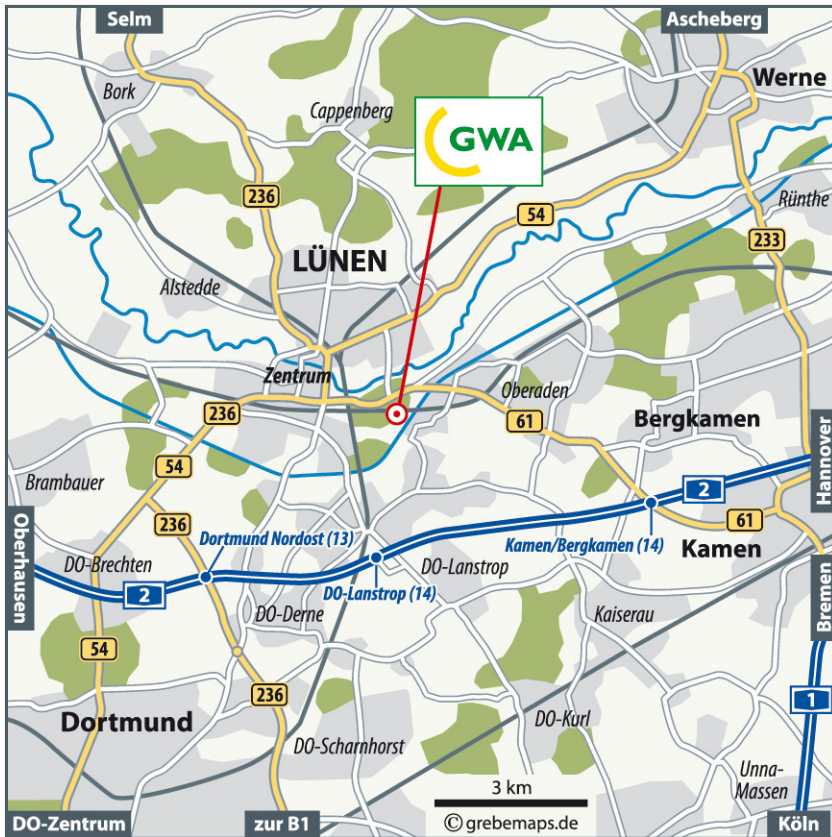 Selm
Ascheberg
Werne
Bork
Cappenberg
GWA
Rünthe
236
54
233
LÜNEN
Alstedde
Zentrum
Oberaden
236
61
Bergkamen
54
2
Hannover
Brambauer
236
61
Oberhausen
Dortmund Nordost (13)
Kamen/Bergkamen (14)
Kamen
DO-Brechten
DO-Lanstrop
2
DO-Lanstrop (14)
Bremen
DO-Derne
Kaiserau
54
236
1
Dortmund
DO-Kurl
DO-Scharnhorst
Unna-
Massen
3 km
© grebemaps.de
DO-Zentrum
zur B1
Köln